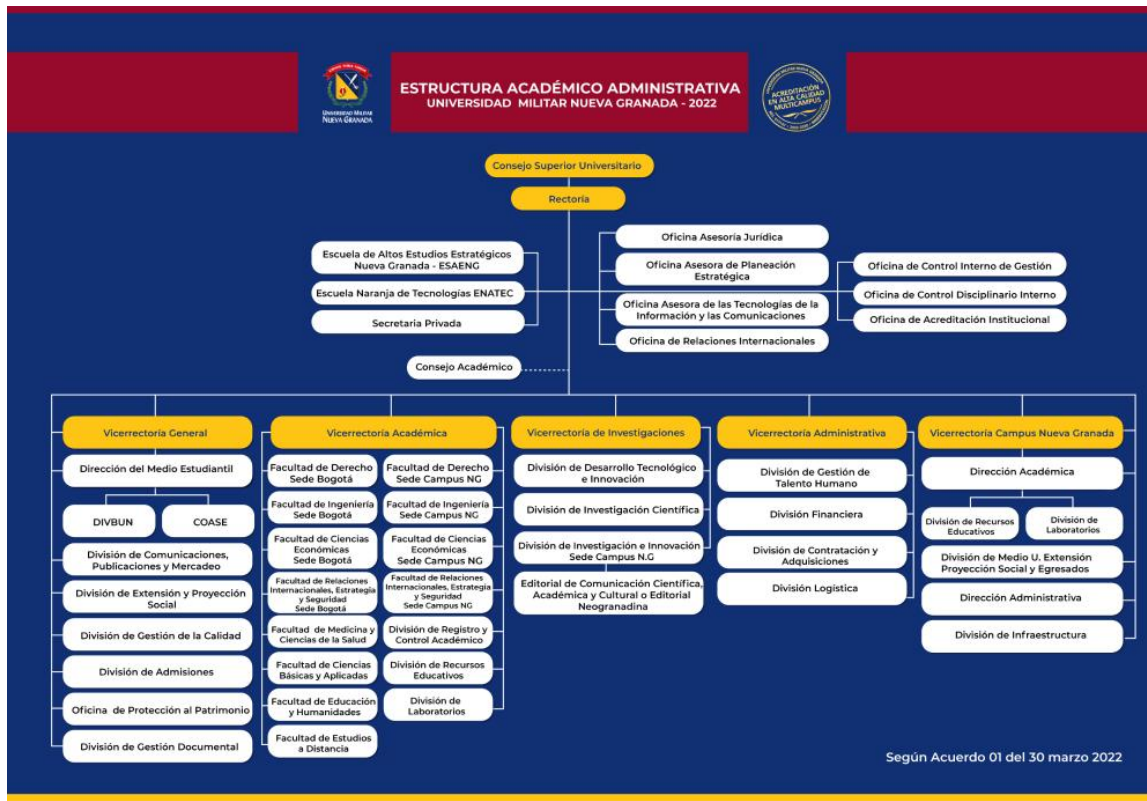 UNIVERSIDAD MILITAR
NUEVA GRANADA
ESTRUCTURA ACADÉMICO ADMINISTRATIVA
UNIVERSIDAD MILITAR NUEVA GRANADA - 2022
ACREDITACIÓN
EN ALTA CALIDAD
MULTICAMPUS
Consejo Superior Universitario
Rectoría
Escuela de Altos Estudios Estratégicos
Nueva Granada - ESAENG
Escuela Naranja de Tecnologías ENATEC
Secretaria Privada
Oficina Asesoría Jurídica
Oficina Asesora de Planeación
Estratégica
Oficina Asesora de las Tecnologías de la
Información y las Comunicaciones
Oficina de Relaciones Internacionales
Oficina de Control Interno de Gestión
Oficina de Control Disciplinario Interno
Oficina de Acreditación Institucional
Consejo Académico
Vicerrectoría General
Dirección del Medio Estudiantil
DIVBUN
COASE
División de Comunicaciones,
Publicaciones y Mercadeo
División de Extensión y Proyección
Social
División de Gestión de la Calidad
División de Admisiones
Oficina de Protección al Patrimonio
División de Gestión Documental
Vicerrectoría Académica
Facultad de Derecho
Sede Bogotá
Facultad de Ingeniería
Sede Bogotá
Facultad de Ciencias
Económicas
Sede Bogotá
Facultad de Relaciones
Internacionales, Estrategia
y Seguridad
Sede Bogotá
Facultad de Medicina y
Ciencias de la Salud
Facultad de Ciencias
Básicas y Aplicadas
Facultad de Educación
y Humanidades
Facultad de Estudios
a Distancia
Facultad de Derecho
Sede Campus NG
Facultad de Ingeniería
Sede Campus NG
Facultad de Ciencias
Económicas
Sede Campus NG
Facultad de Relaciones
Internacionales, Estrategia
y Seguridad
Sede Campus NG
División de Registro y
Control Académico
División de Recursos
Educativos
División de
Laboratorios
Vicerrectoría de Investigaciones
División de Desarrollo Tecnológico
e Innovación
División de Investigación Científica
División de Investigación e Innovación
Sede Campus N.G
Editorial de Comunicación Científica,
Académica y Cultural o Editorial
Neogranadina
Vicerrectoría Administrativa
División de Gestión de
Talento Humano
División Financiera
División de Contratación y
Adquisiciones
División Logística
Vicerrectoría Campus Nueva Granada
Dirección Académica
División de Recursos
Educativos
División de
Laboratorios
División de Medio U. Extensión
Proyección Social y Egresados
Dirección Administrativa
División de Infraestructura
Según Acuerdo 01 del 30 marzo 2022